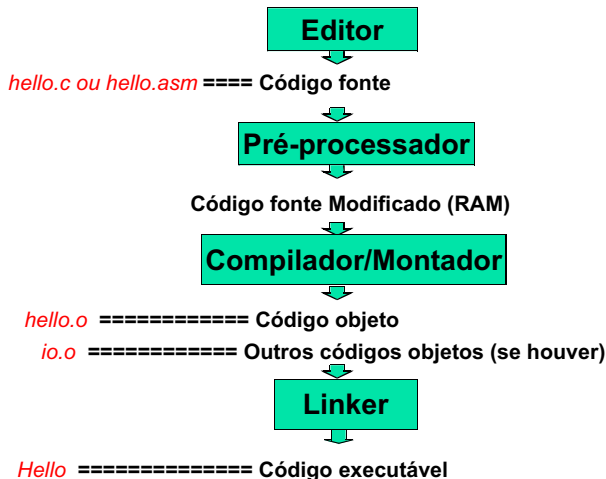 Editor
hello.c ou hello.asm ==== Código fonte
Pré-processador
Código fonte Modificado (RAM)
Compilador/Montador
hello.o ============ Código objeto
io.o ============ Outros códigos objetos (se houver)
Linker
Hello ============== Código executável